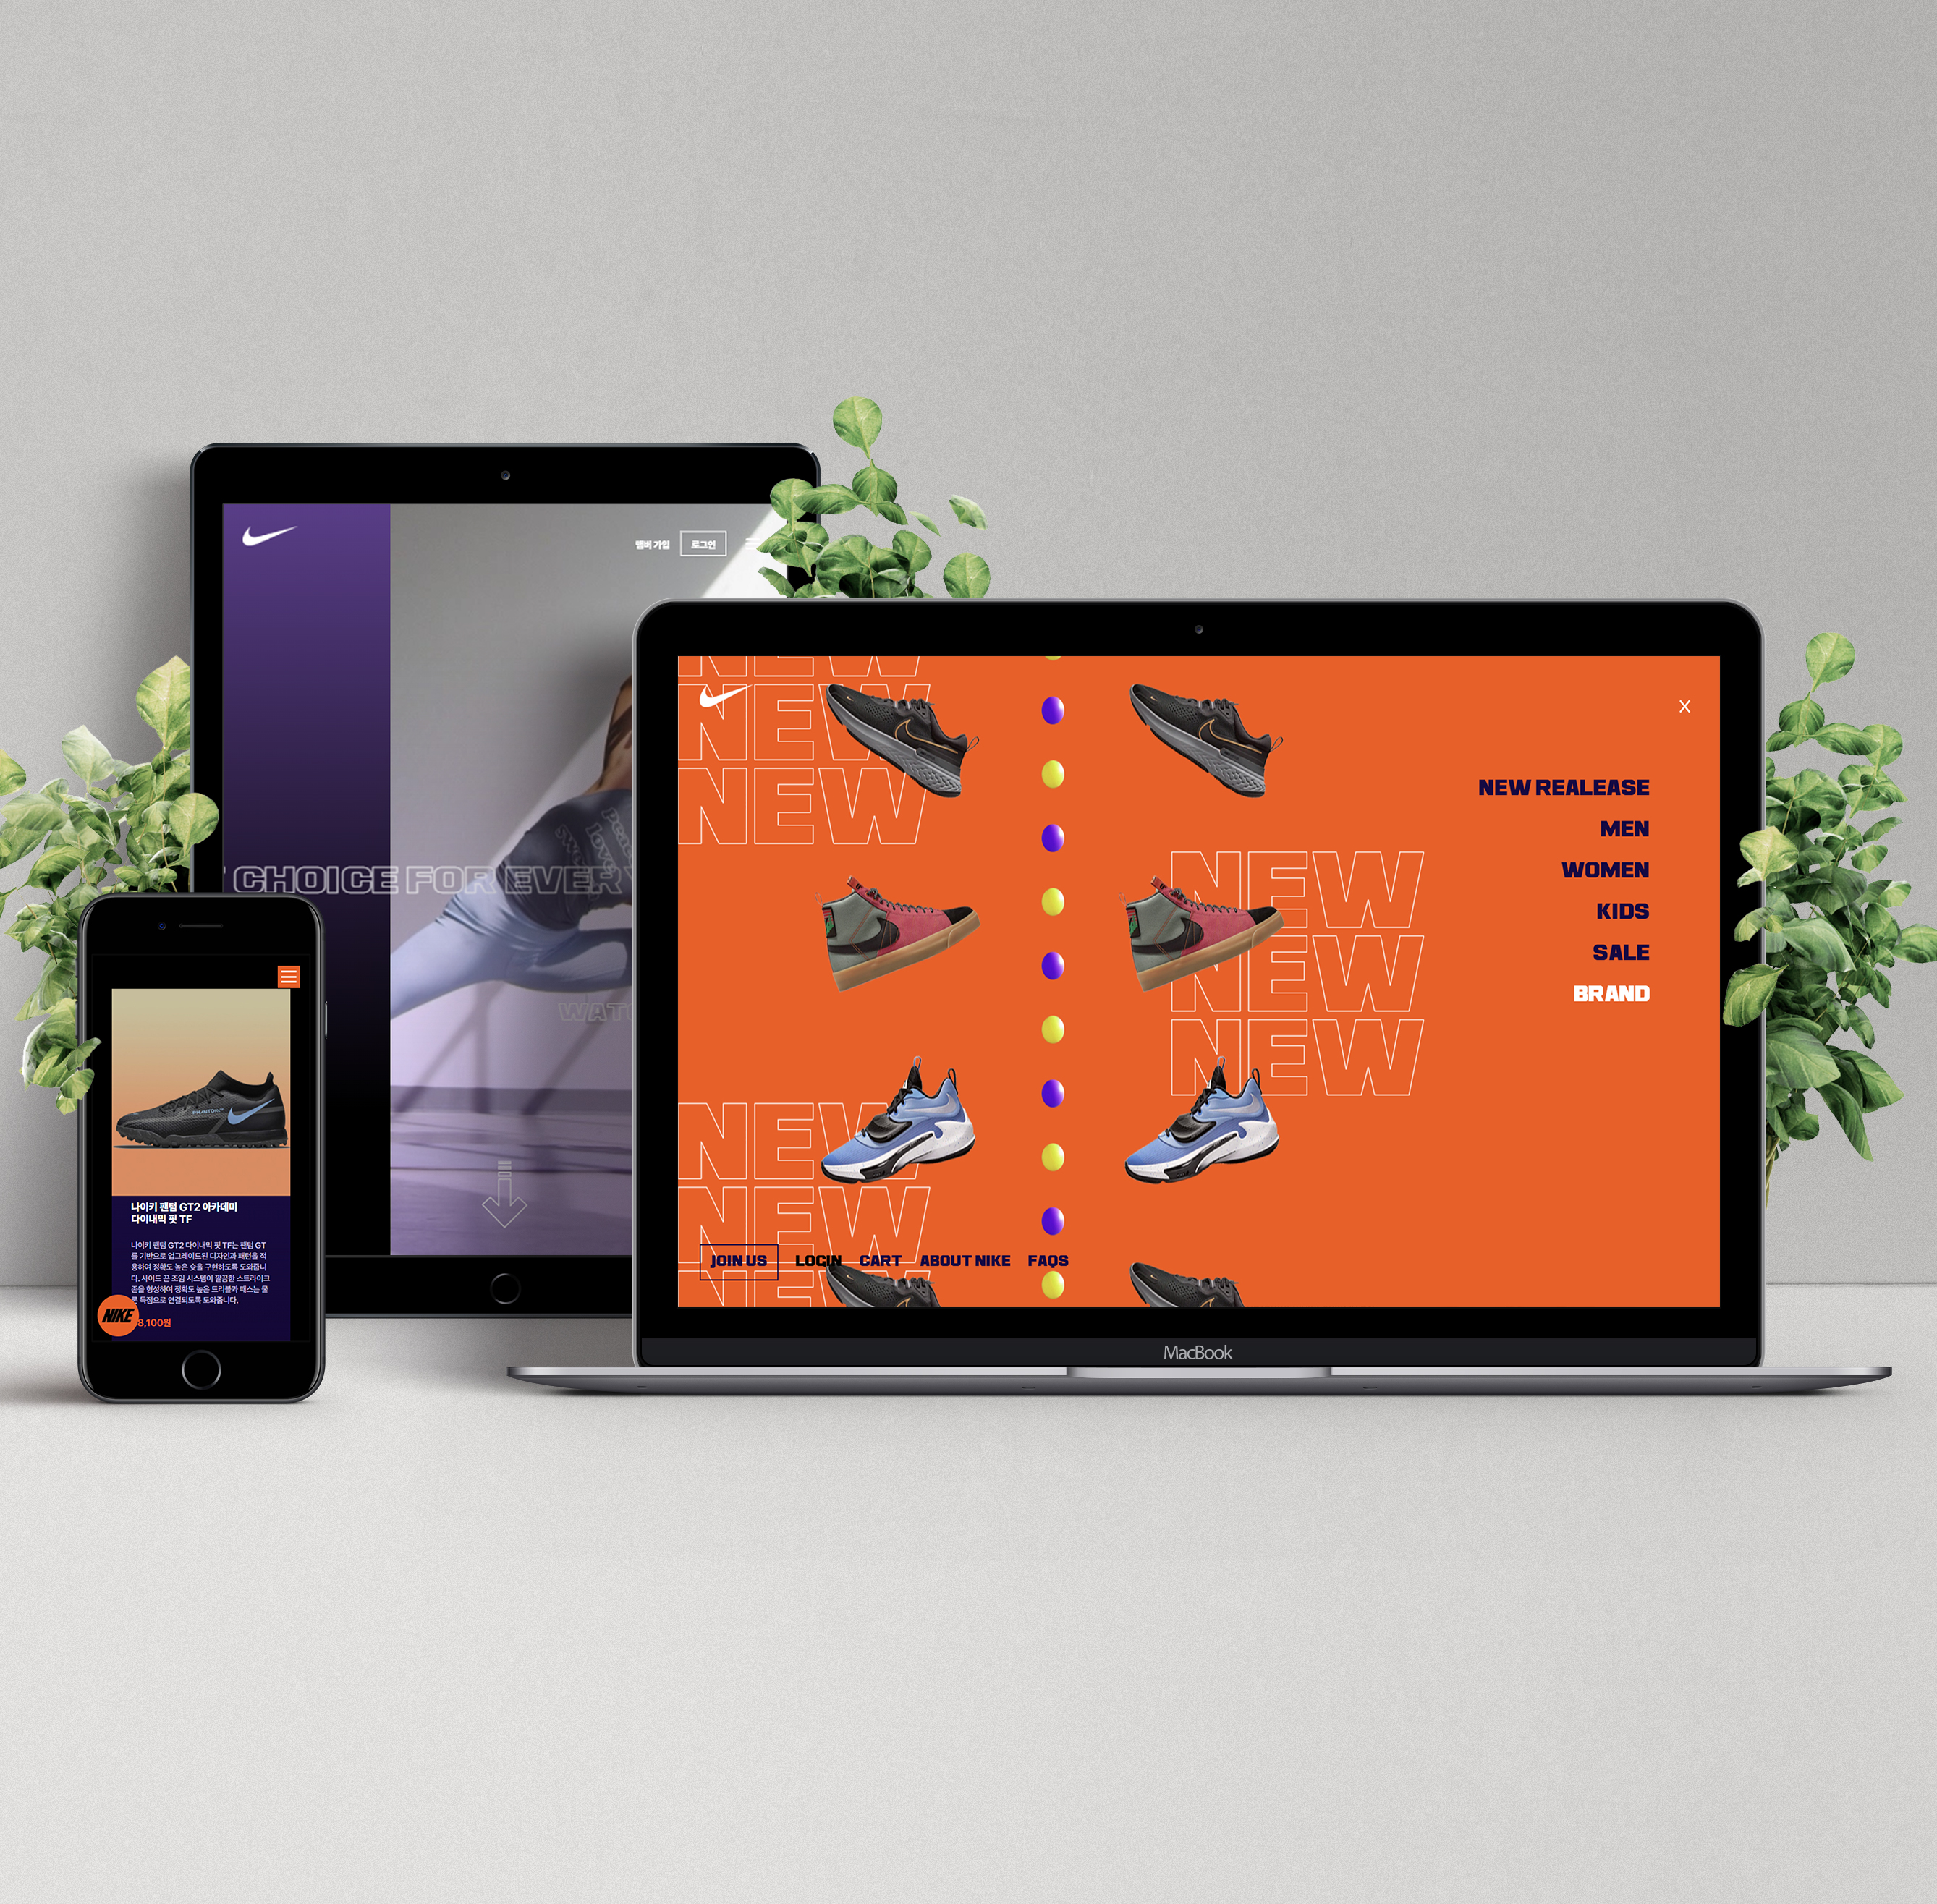 멤버 가입
로그인
CHOICE FOR EVERY
NEW
NEW
NEW
NEW
NEW
NEW
NEW
NEW
NEW REALEASE
MEN
WOMEN
KIDS
SALE
BRAND
JOIN US
LOGIN
CART
ABOUT NIKE
FAQS
MacBook
PHANTOM
나이키 팬텀 GT2 아카데미
다이내믹 핏 TF
나이키 팬텀 GT2 다이내믹 핏 TF는 팬텀 GT
를 기반으로 업그레이드된 디자인과 패턴을 적
용하여 정확도 높은 슛을 구현하도록 도와줍니
다. 사이드 끈 조임 시스템이 깔끔한 스트라이크
존을 형성하여 정확도 높은 드리블과 패스는 물
론 득점으로 연결되도록 도와줍니다.
8,100원
NIKE